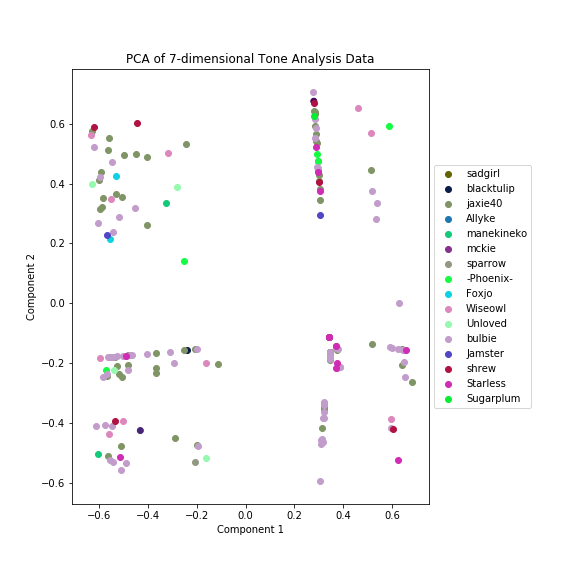 PCA of 7-dimensional Tone Analysis Data
0.6
0.4
0.2
0.0
−0.2
−0.4
−0.6
Component 2
−0.6 −0.4 −0.2 0.0 0.2 0.4 0.6
Component 1
sadgirl
blacktulip
jaxie40
Allyke
manekineko
mckie
sparrow
-Phoenix-
Foxjo
Wiseowl
Unloved
bulbie
Jamster
shrew
Starless
Sugarplum